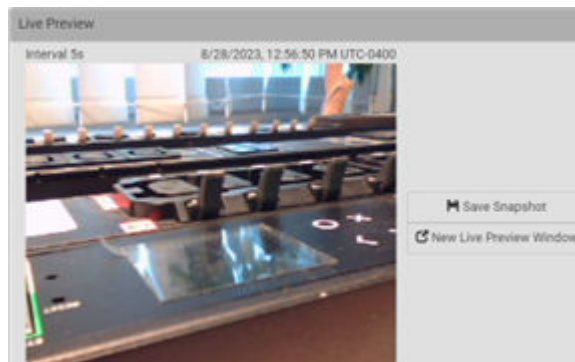 Live Preview
Interval 5s
8/28/2023, 12:56:50 PM UTC-0400
Save Snapshot
New Live Preview Window